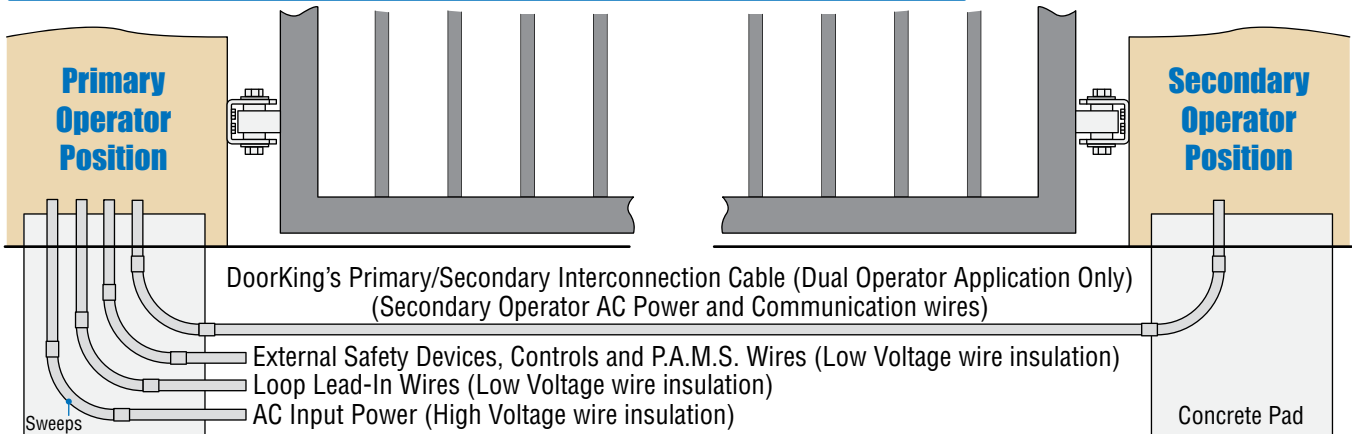 Primary
Operator
Position
Secondary
Operator
Position
DoorKing's Primary/Secondary Interconnection Cable (Dual Operator Application Only)
(Secondary Operator AC Power and Communication wires)
External Safety Devices, Controls and P.A.M.S. Wires (Low Voltage wire insulation)
Loop Lead-In Wires (Low Voltage wire insulation)
AC Input Power (High Voltage wire insulation)
Sweeps
Concrete Pad